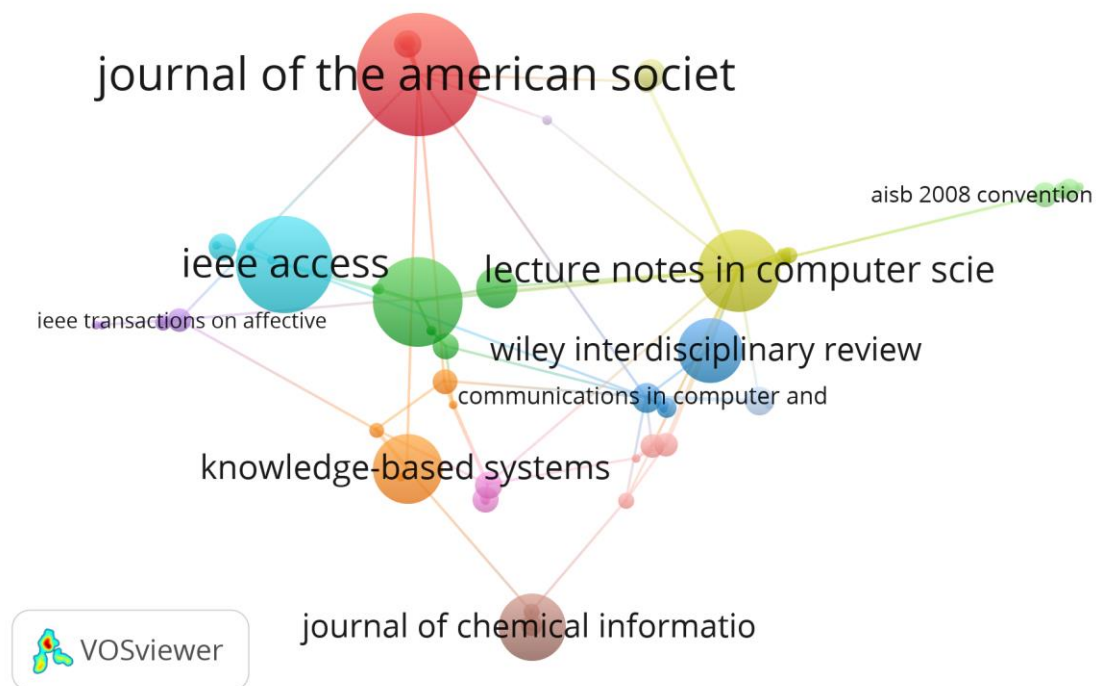 journal of the american societ
aisb 2008 convention
ieee access
lecture notes in computer scie
ieee transactions on affective
wiley interdisciplinary review
communications in computer and
knowledge-based systems
journal of chemical informatio
VOSviewer